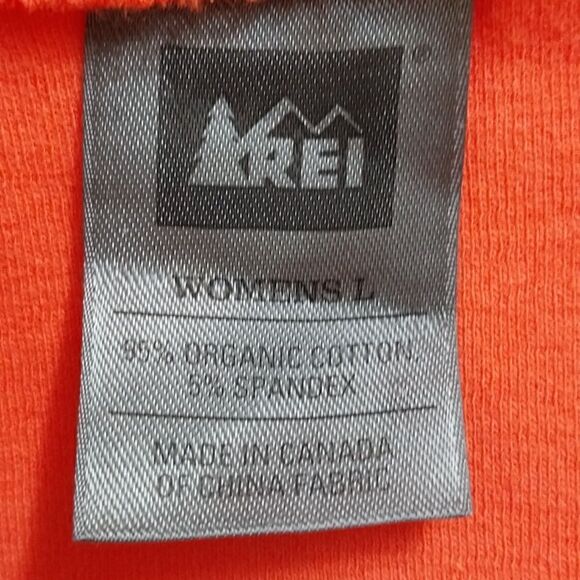 REI
®
WOMENS L
95% ORGANIC COTTON,
5% SPANDEX
MADE IN CANADA
OF CHINA FABRIC